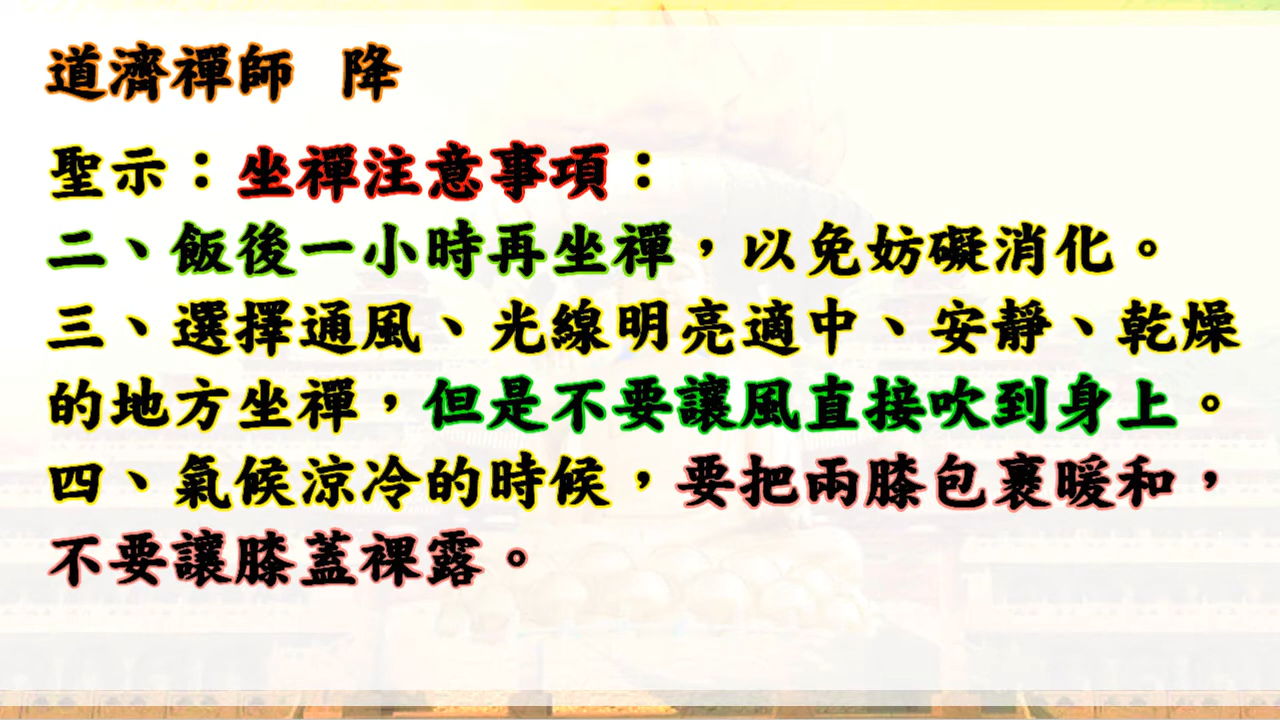 道濟禪師 降
聖示：坐禪注意事項：
二、飯後一小時再坐禪，以免妨礙消化。
三、選擇通風、光線明亮適中、安靜、乾燥
的地方坐禪，但是不要讓風直接吹到身上。
四、氣候涼冷的時候，要把兩膝包裹暖和，
不要讓膝蓋裸露。